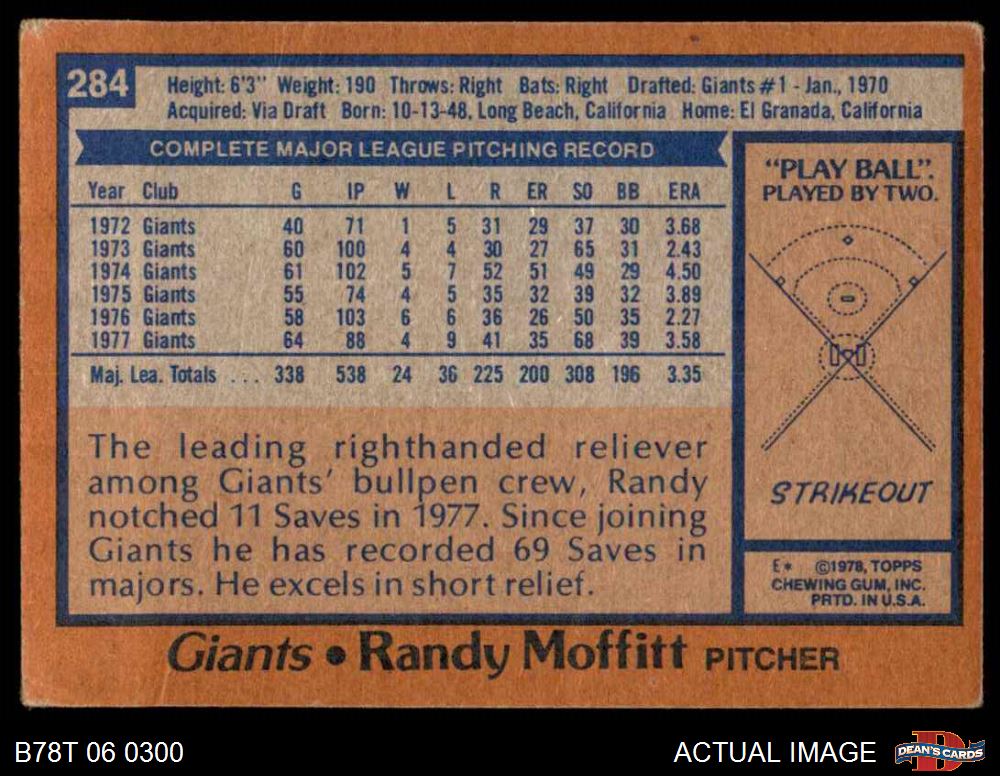 284
Height: 6'3" Weight: 190 Throws: Right Bats: Right Drafted: Giants #1 - Jan., 1970
Acquired: Via Draft Born: 10-13-48, Long Beach, California Home: El Granada, California
COMPLETE MAJOR LEAGUE PITCHING RECORD
Year Club G IP W L R ER SO BB ERA
1972 Giants 40 71 1 5 31 29 37 30 3.68
1973 Giants 60 100 4 4 30 27 65 31 2.43
1974 Giants 61 102 5 7 52 51 49 29 4.50
1975 Giants 55 74 4 5 35 32 39 32 3.89
1976 Giants 58 103 6 6 36 26 50 35 2.27
1977 Giants 64 88 4 9 41 35 68 39 3.58
Maj. Lea. Totals . . . 338 538 24 36 225 200 308 196 3.35
The leading righthanded reliever
among Giants' bullpen crew, Randy
notched 11 Saves in 1977. Since joining
Giants he has recorded 69 Saves in
majors. He excels in short relief.
"PLAY BALL".
PLAYED BY TWO.
STRIKEOUT
E* ©1978, TOPPS
CHEWING GUM, INC.
PRTD. IN U.S.A.
Giants • Randy Moffitt PITCHER
B78T 06 0300
ACTUAL IMAGE
D
DEAN'S CARDS